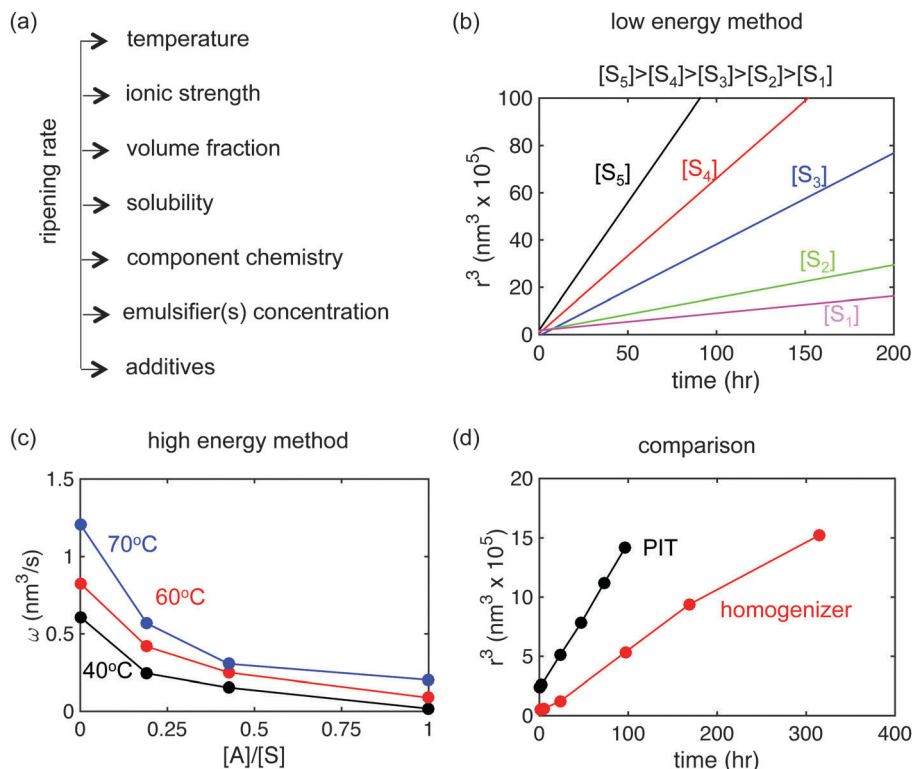 (a)
ripening rate
temperature
ionic strength
volume fraction
solubility
component chemistry
emulsifier(s) concentration
additives
(b)
low energy method
[S₅]>[S₄]>[S₃]>[S₂]>[S₁]
r³ (nm³ x 10⁵)
100
80
60
40
20
0
[S₅]
[S₄]
[S₃]
[S₂]
[S₁]
0 50 100 150 200
time (hr)
(c)
high energy method
ω (nm³/s)
1.5
1
0.5
0
70°C
60°C
40°C
0 0.25 0.5 0.75 1
[A]/[S]
(d)
comparison
r³ (nm³ x 10⁵)
20
15
10
5
0
PIT
homogenizer
0 100 200 300 400
time (hr)